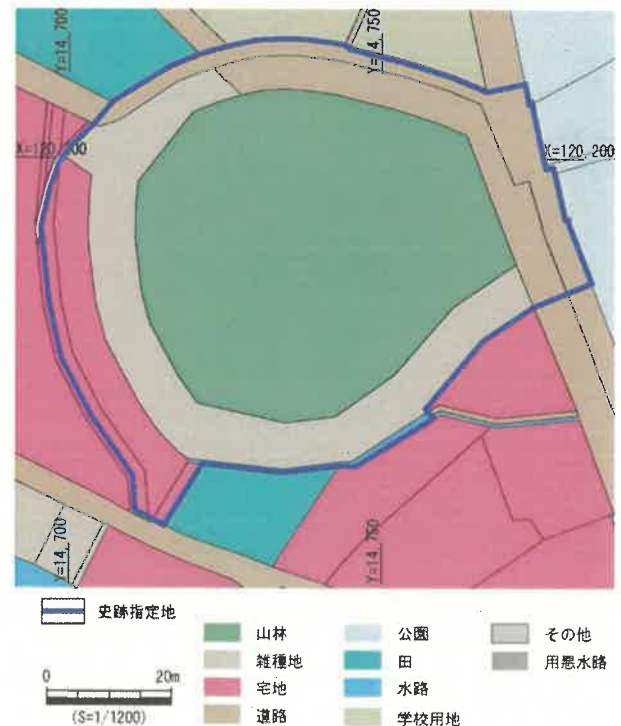 Y=14,700
Y=14,750
X=120,200
X=120,200
Y=14,700
Y=14,750
史跡指定地
0 20m
(S=1/1200)
山林
雑種地
宅地
道路
公園
田
水路
学校用地
その他
用悪水路